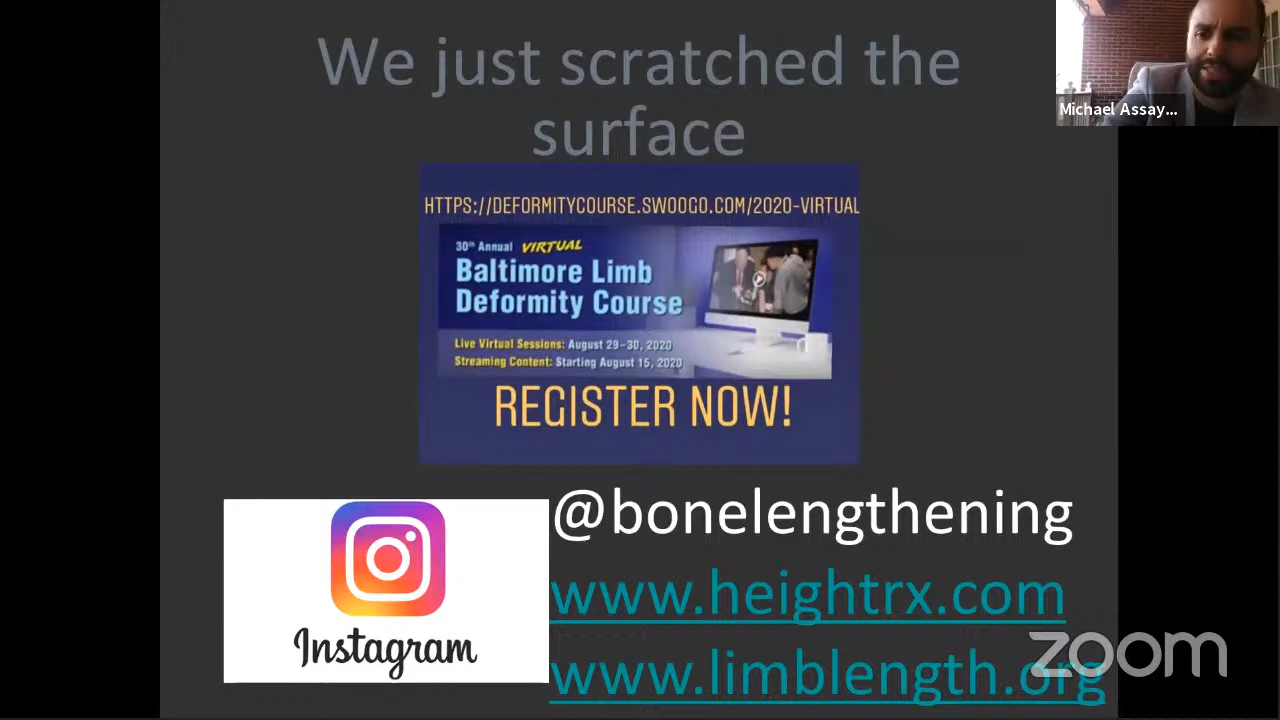 We just scratched the
surface
Michael Assay...
HTTPS://DEFORMITYCOURSE.SWOOGO.COM/2020-VIRTUAL
30th Annual VIRTUAL
Baltimore Limb
Deformity Course
Live Virtual Sessions: August 29-30, 2020
Streaming Content: Starting August 15, 2020
REGISTER NOW!
@bonelengthening
www.heightrx.com
Instagram
www.limblength.org
zoom